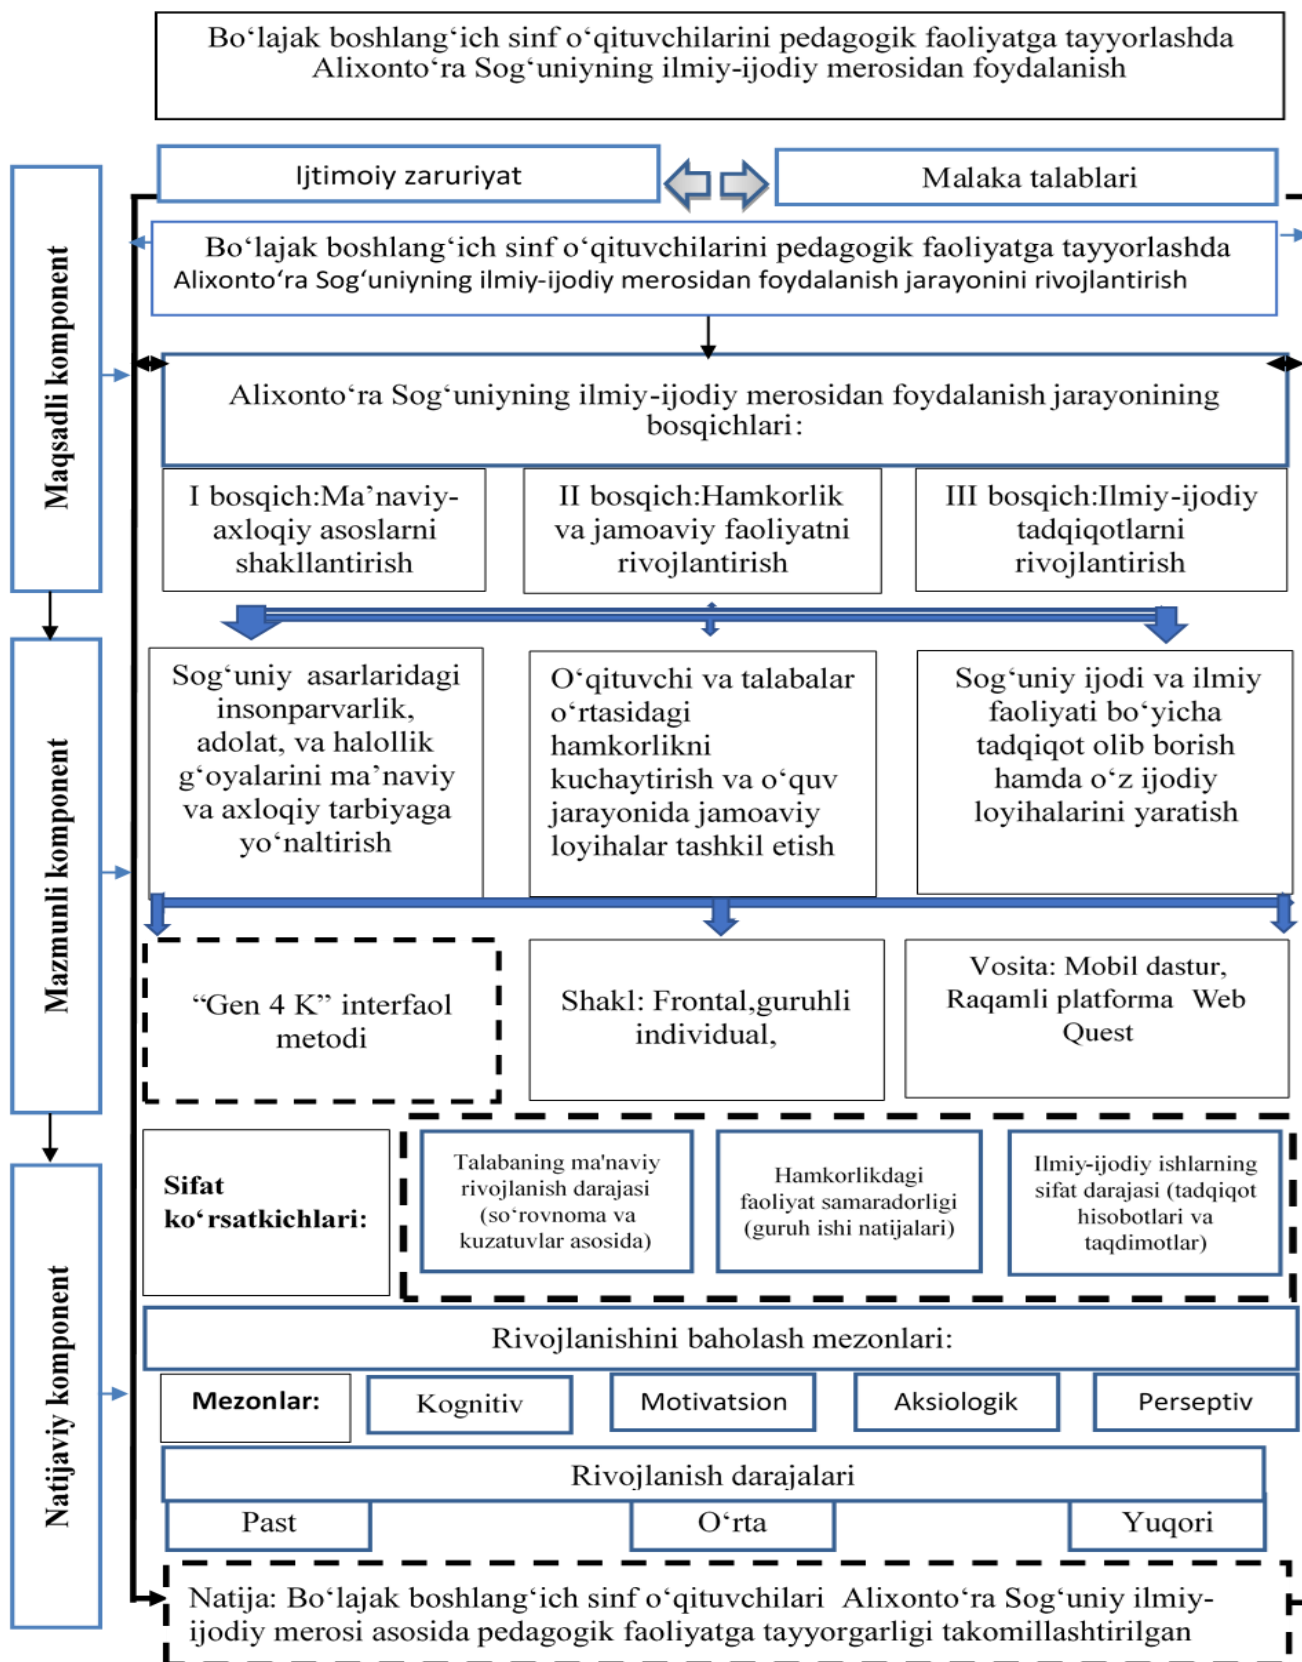 Bo‘lajak boshlang‘ich sinf o‘qituvchilarini pedagogik faoliyatga tayyorlashda
Alixonto‘ra Sog‘uniyning ilmiy-ijodiy merosidan foydalanish
Ijtimoiy zaruriyat
Malaka talablari
Bo‘lajak boshlang‘ich sinf o‘qituvchilarini pedagogik faoliyatga tayyorlashda
Alixonto‘ra Sog‘uniyning ilmiy-ijodiy merosidan foydalanish jarayonini rivojlantirish
Maqsadi komponent
Alixonto‘ra Sog‘uniyning ilmiy-ijodiy merosidan foydalanish jarayonining
bosqichlari:
I bosqich:Ma’naviy-
axloqiy asoslarni
shakllantirish
II bosqich:Hamkorlik
va jamoaviy faoliyatni
rivojlantirish
III bosqich:Ilmiy-ijodiy
tadqiqotlarni
rivojlantirish
Mazmunli komponent
Sog‘uniy asarlaridagi
insonparvarlik,
adolat, va halollik
g‘oyalarini ma’naviy
va axloqiy tarbiyaga
yo‘naltirish
O‘qituvchi va talabalar
o‘rtasidagi
hamkorlikni
kuchaytirish va o‘quv
jarayonida jamoaviy
loyihalar tashkil etish
Sog‘uniy ijodi va ilmiy
faoliyati bo‘yicha
tadqiqot olib borish
hamda o‘z ijodiy
loyihalarini yaratish
“Gen 4 K” interfaol
metodi
Shakl: Frontal,guruhli
individual,
Vosita: Mobil dastur,
Raqamli platforma Web
Quest
Natijaviy komponent
Sifat
ko‘rsatkichlari:
Talabaning ma'naviy
rivojlanish darajasi
(so‘rovnoma va
kuzatuvlar asosida)
Hamkorlikdagi
faoliyat samaradorligi
(guruh ishi natijalari)
Ilmiy-ijodiy ishlarning
sifat darajasi (tadqiqot
hisobotlari va
taqdimotlar)
Rivojlanishini baholash mezonlari:
Mezonlar:
Kognitiv
Motivatsion
Aksiologik
Perseptiv
Rivojlanish darajalari
Past
O‘rta
Yuqori
Natija: Bo‘lajak boshlang‘ich sinf o‘qituvchilari Alixonto‘ra Sog‘uniy ilmiy-
ijodiy merosi asosida pedagogik faoliyatga tayyorgarligi takomillashtirilgan